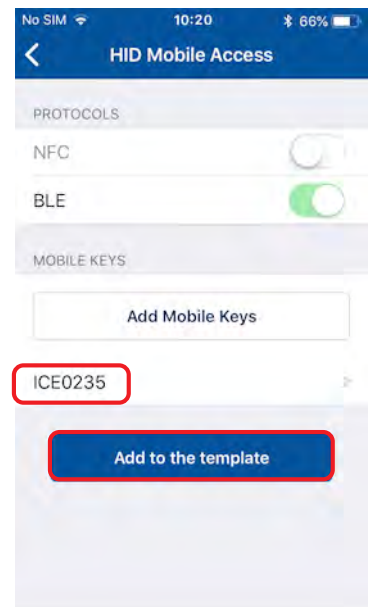 No SIM 10:20 66%
HID Mobile Access
PROTOCOLS
NFC
BLE
MOBILE KEYS
Add Mobile Keys
ICE0235
Add to the template